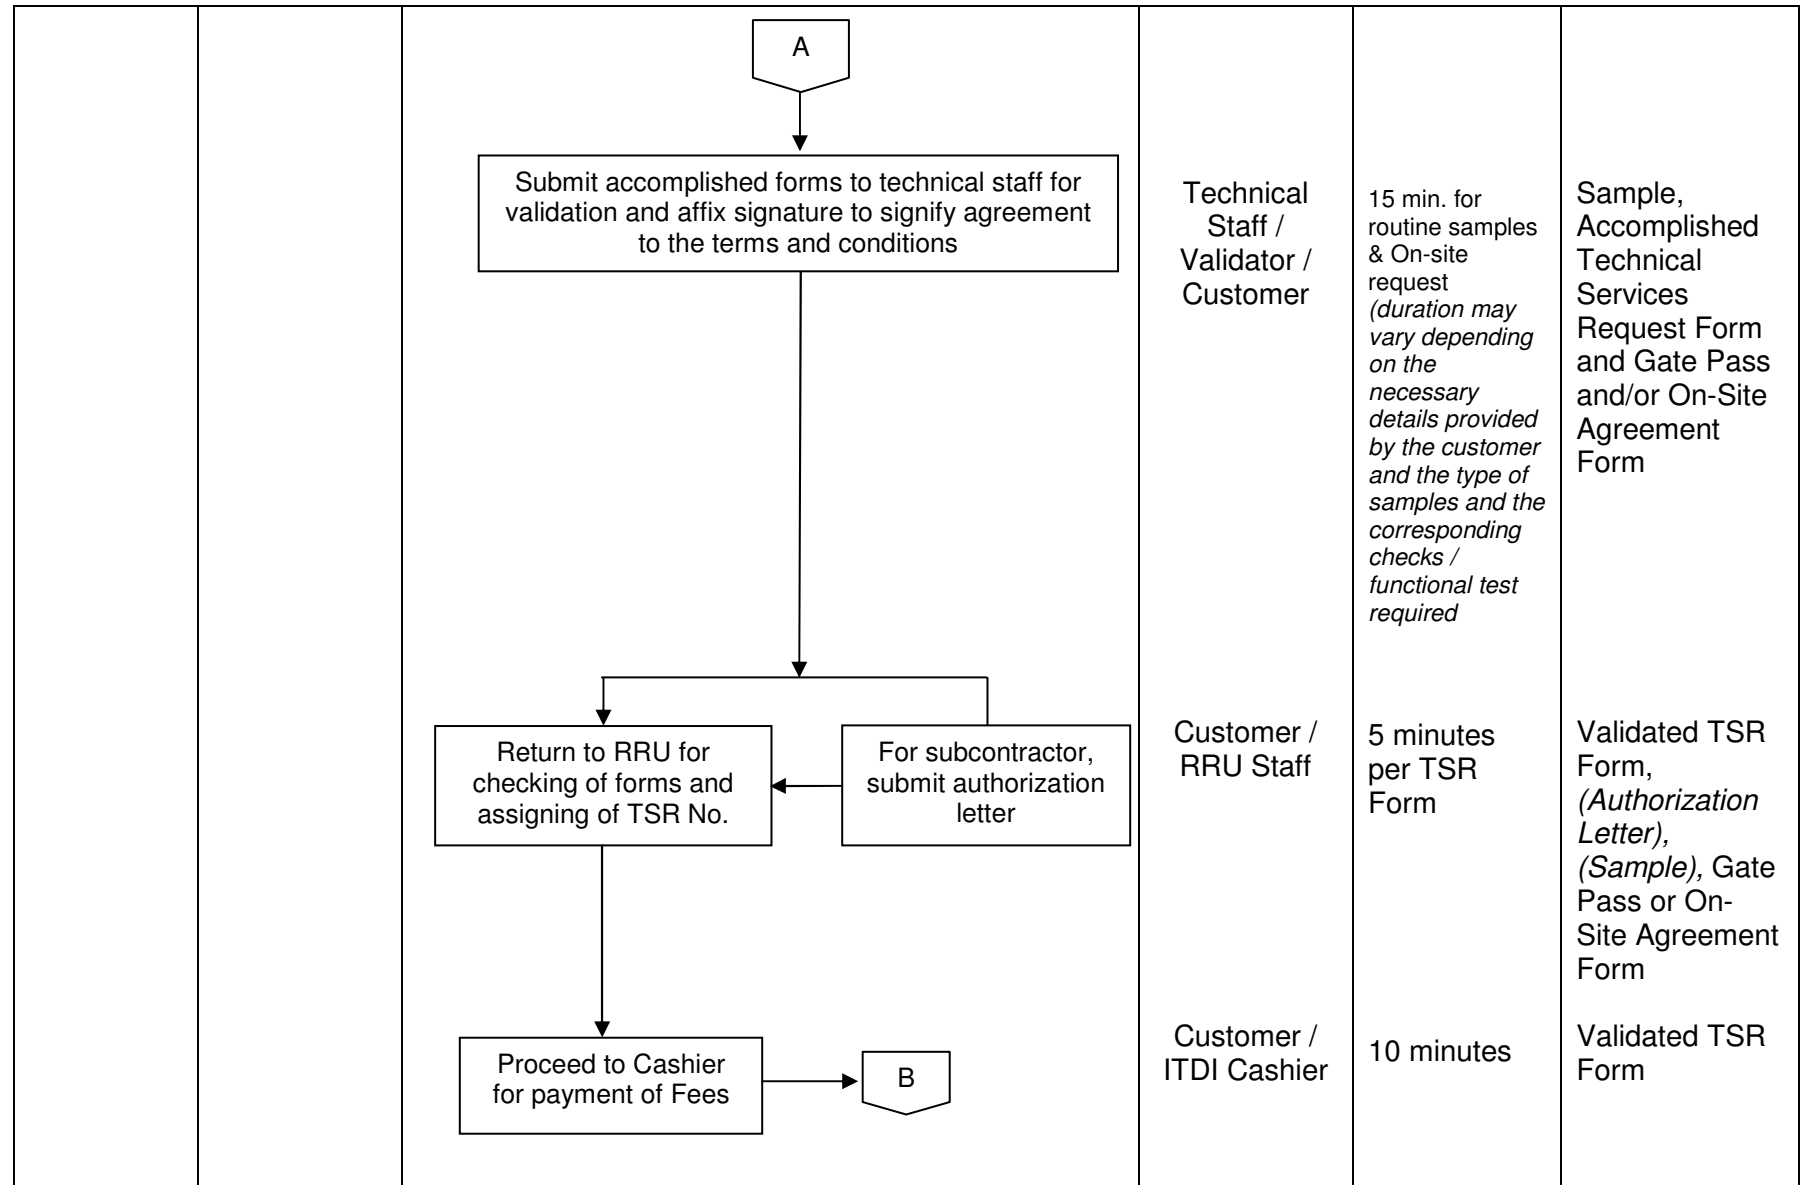 A
Submit accomplished forms to technical staff for
validation and affix signature to signify agreement
to the terms and conditions
Technical
Staff /
Validator /
Customer
15 min. for
routine samples
& On-site
request
(duration may
vary depending
on the
necessary
details provided
by the customer
and the type of
samples and the
corresponding
checks /
functional test
required
Sample,
Accomplished
Technical
Services
Request Form
and Gate Pass
and/or On-Site
Agreement
Form
Return to RRU for
checking of forms and
assigning of TSR No.
For subcontractor,
submit authorization
letter
Customer /
RRU Staff
5 minutes
per TSR
Form
Validated TSR
Form,
(Authorization
Letter),
(Sample), Gate
Pass or On-
Site Agreement
Form
Proceed to Cashier
for payment of Fees
B
Customer /
ITDI Cashier
10 minutes
Validated TSR
Form